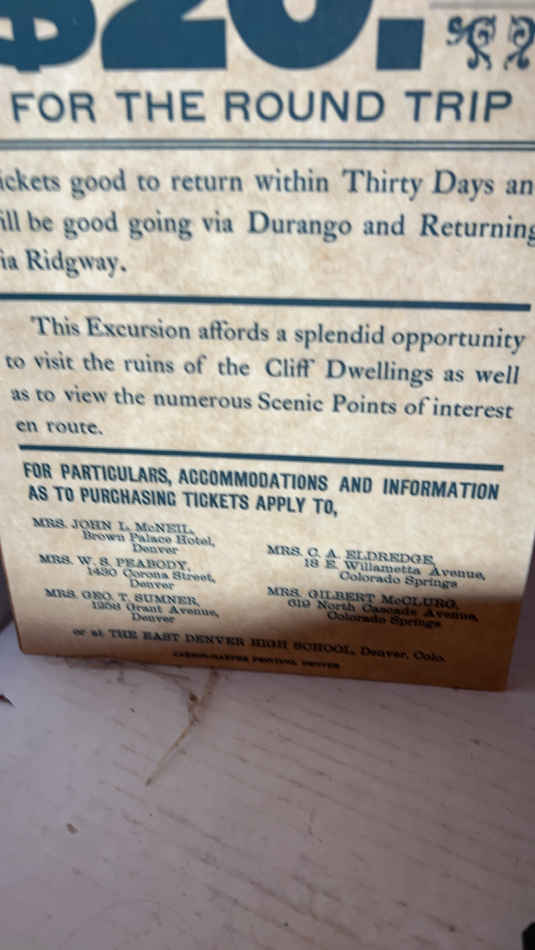 $20.
FOR THE ROUND TRIP
ickets good to return within Thirty Days an
ill be good going via Durango and Returning
ia Ridgway.
This Excursion affords a splendid opportunity
to visit the ruins of the Cliff Dwellings as well
as to view the numerous Scenic Points of interest
en route.
FOR PARTICULARS, ACCOMMODATIONS AND INFORMATION
AS TO PURCHASING TICKETS APPLY TO,
MRS. JOHN L. McNEIL,
Brown Palace Hotel,
Denver
MRS. W. S. PEABODY,
1430 Corona Street,
Denver
MRS. GEO. T. SUMNER,
Grant Avenue,
Denver
MRS. C. A. ELDREDGE,
18 E. Willametta Avenue,
Colorado Springs
MRS. GILBERT McCLURG,
619 North Cascade Avenue,
Colorado Springs
or at THE EAST DENVER HIGH SCHOOL, Denver, Colo.
PRINTING, DENVER